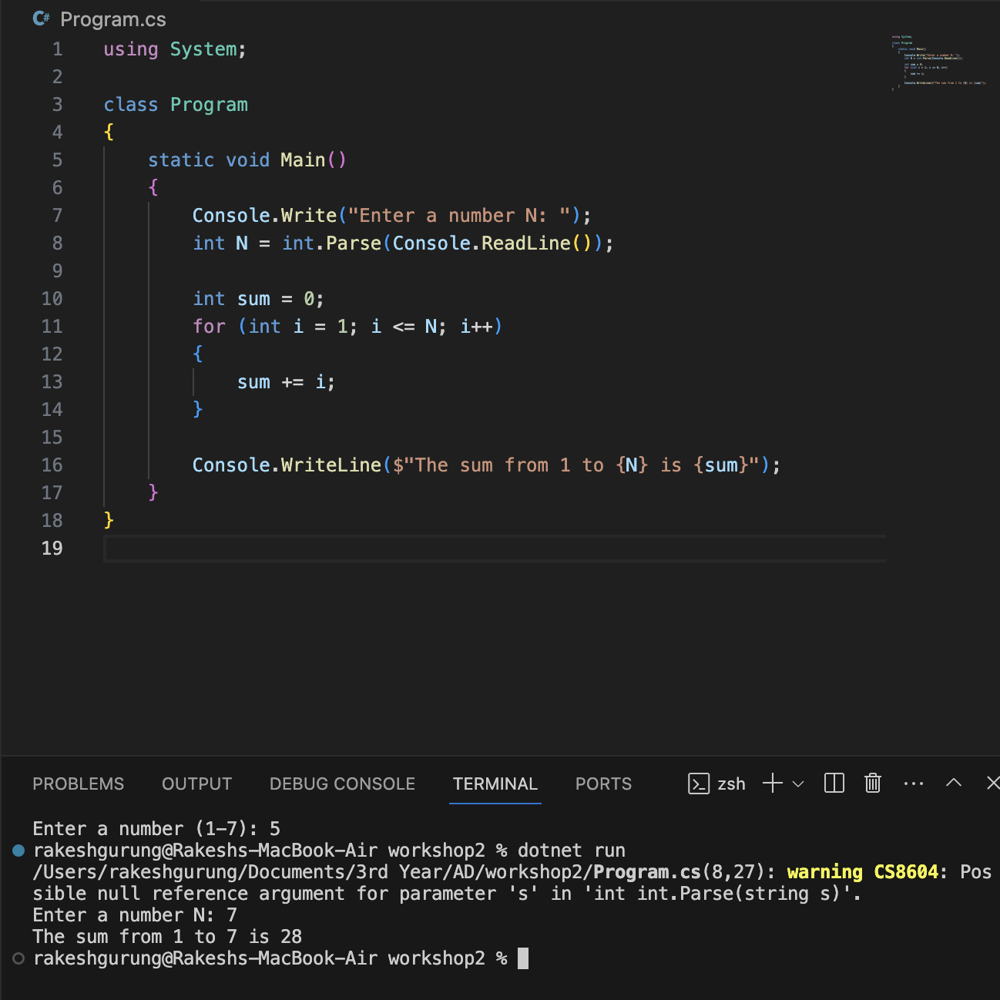 C# Program.cs
1 using System;
2
3 class Program
4 {
5     static void Main()
6     {
7         Console.Write("Enter a number N: ");
8         int N = int.Parse(Console.ReadLine());
9
10         int sum = 0;
11         for (int i = 1; i <= N; i++)
12         {
13             sum += i;
14         }
15
16         Console.WriteLine($"The sum from 1 to {N} is {sum}");
17     }
18 }
19
PROBLEMS OUTPUT DEBUG CONSOLE TERMINAL PORTS zsh
Enter a number (1-7): 5
rakeshgurung@Rakeshs-MacBook-Air workshop2 % dotnet run
/Users/rakeshgurung/Documents/3rd Year/AD/workshop2/Program.cs(8,27): warning CS8604: Pos
sible null reference argument for parameter 's' in 'int int.Parse(string s)'.
Enter a number N: 7
The sum from 1 to 7 is 28
rakeshgurung@Rakeshs-MacBook-Air workshop2 %